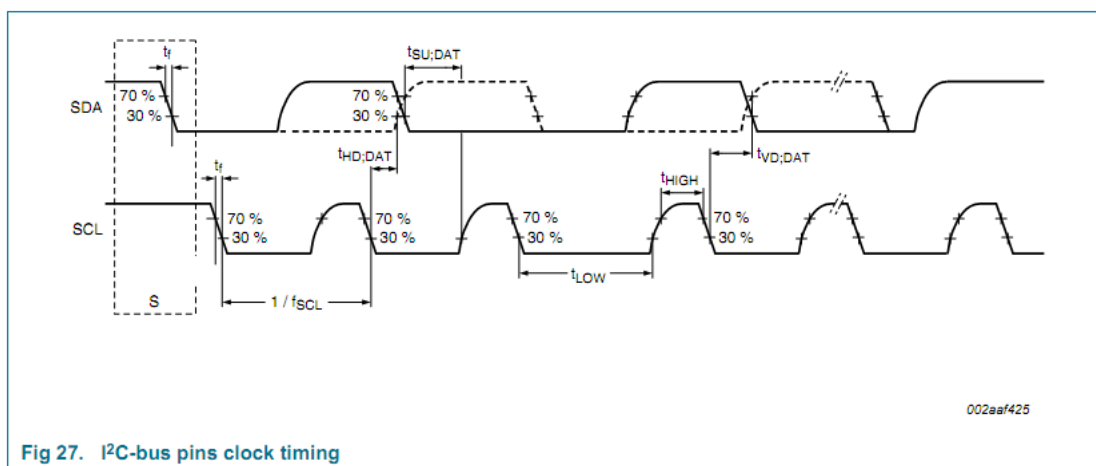 tf
tSU;DAT
SDA
70 %
30 %
70 %
30 %
tHD;DAT
tVD;DAT
tf
tHIGH
SCL
70 %
30 %
70 %
30 %
70 %
30 %
70 %
30 %
tLOW
S
1 / fSCL
002aaf425
Fig 27. I²C-bus pins clock timing